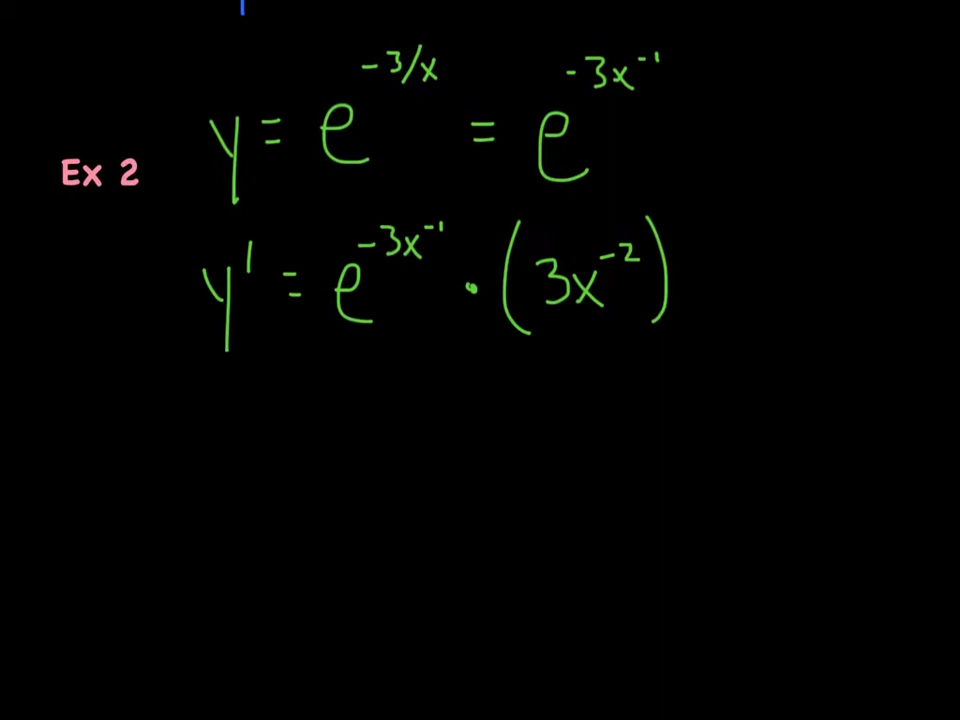 y = e^{-3/x} = e^{-3x^{-1}}
Ex 2
y' = e^{-3x^{-1}} · (3x^{-2})